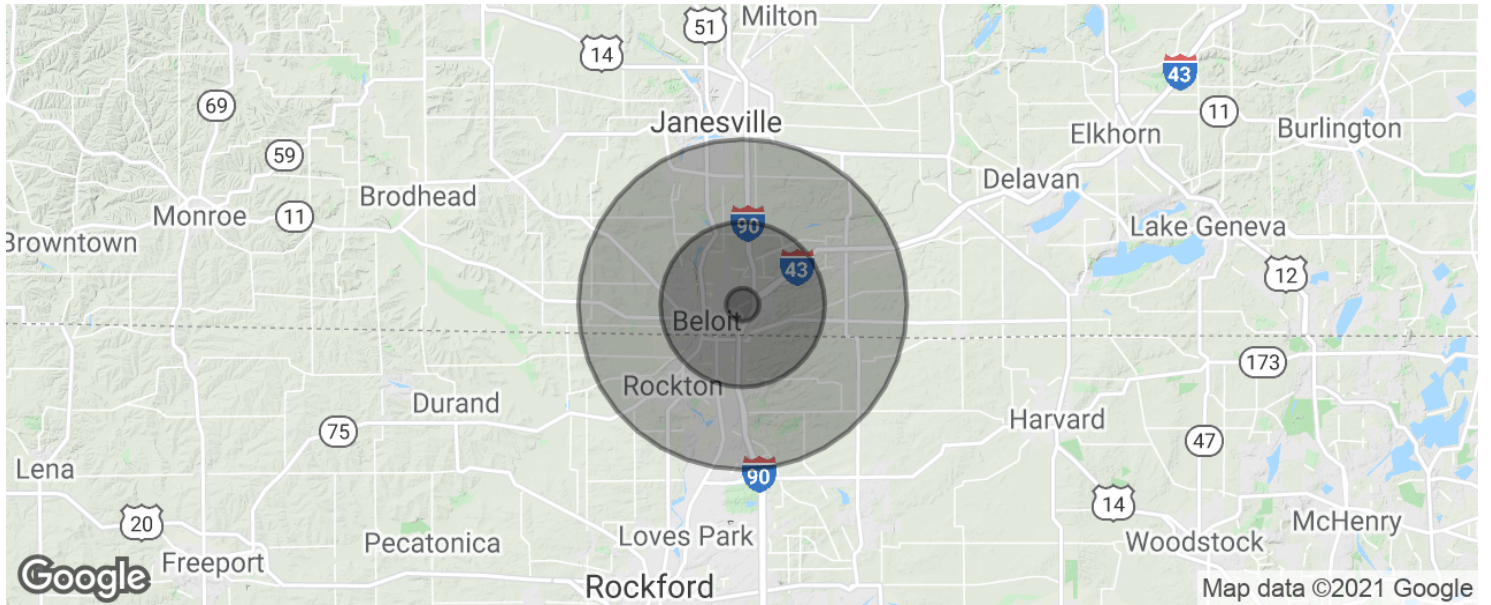 Milton
51
14
43
69
11
Janesville
Elkhorn
Burlington
59
Delavan
Brodhead
Monroe
11
90
Lake Geneva
Browntown
43
12
Beloit
173
Rockton
Durand
Harvard
75
47
Lena
90
14
20
McHenry
Loves Park
Pecatonica
Woodstock
Freeport
Google
Rockford
Map data ©2021 Google